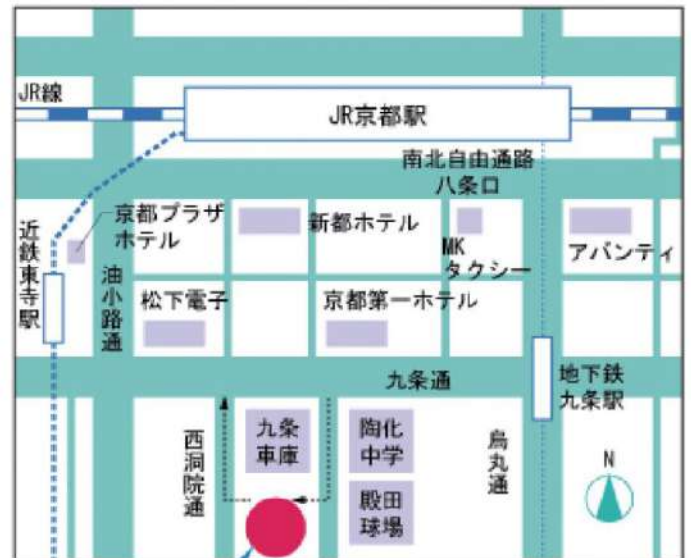 JR線
JR京都駅
南北自由通路
八条口
京都プラザ
ホテル
新都ホテル
MK
タクシー
アバンティ
近鉄東寺駅
油小路通
松下電子
京都第一ホテル
九条通
地下鉄
九条駅
西洞院通
九条
車庫
陶化
中学
烏丸通
殿田
球場
N